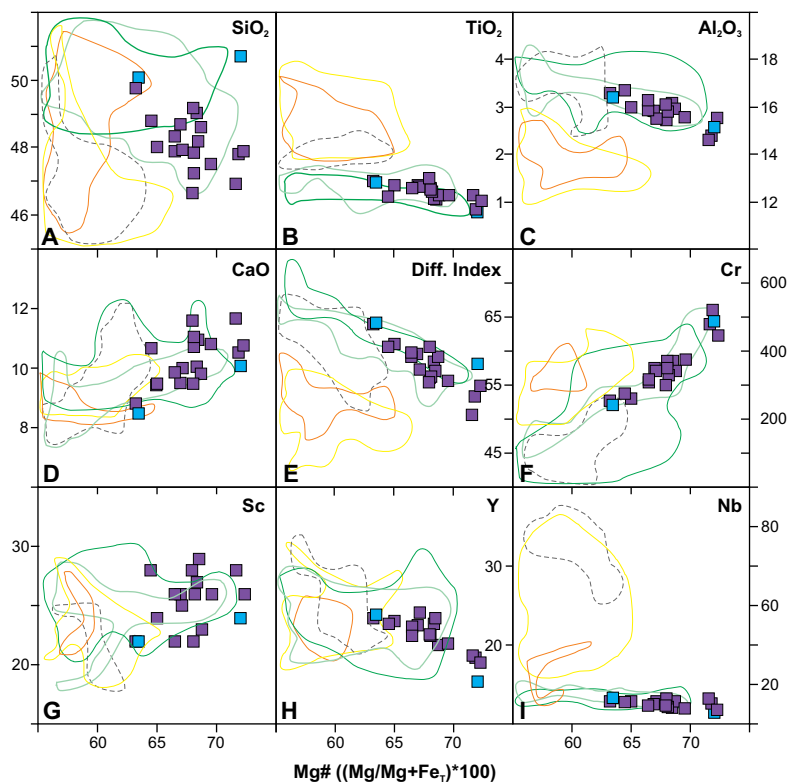 SiO₂ TiO₂ Al₂O₃
50 4 18
48 3 16
46 2 14
1 12
A B C
CaO Diff. Index Cr
12 65 600
10 55 400
8 45 200
D E F
Sc Y Nb
30 30 80
20 20 60
20
G H I
60 65 70 60 65 70 60 65 70
Mg# ((Mg/Mg+Fe_T)*100)